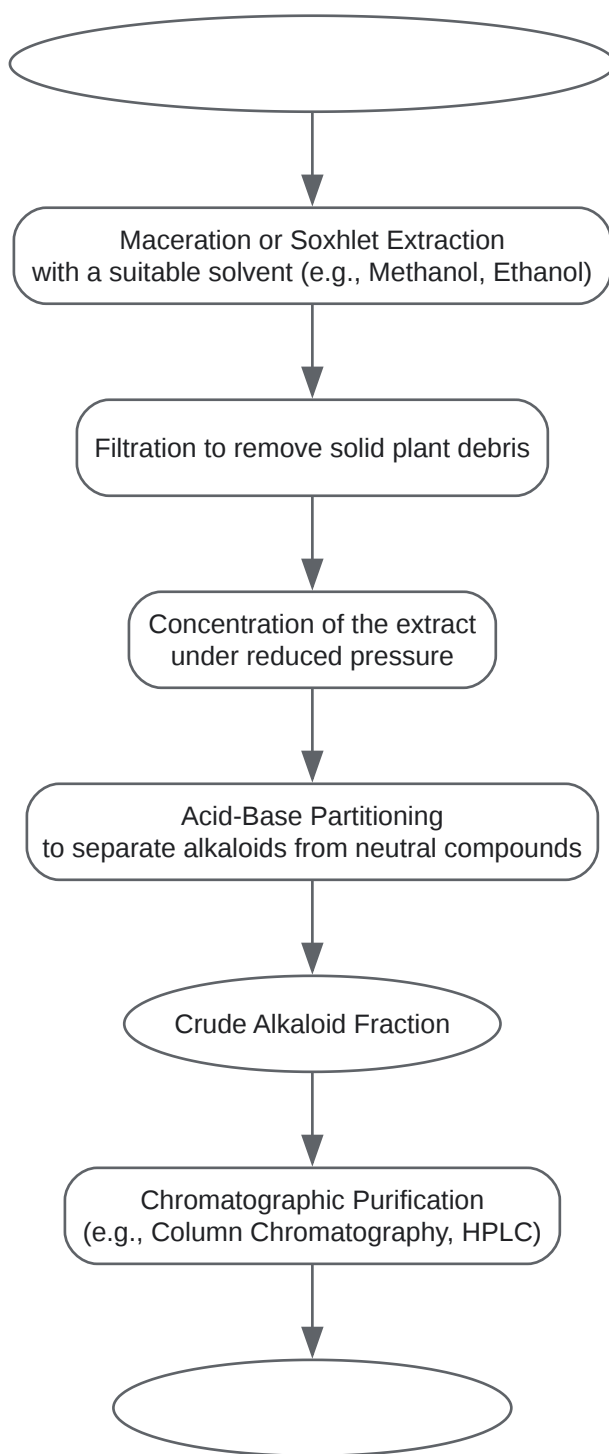 Maceration or Soxhlet Extraction
with a suitable solvent (e.g., Methanol, Ethanol)
Filtration to remove solid plant debris
Concentration of the extract
under reduced pressure
Acid-Base Partitioning
to separate alkaloids from neutral compounds
Crude Alkaloid Fraction
Chromatographic Purification
(e.g., Column Chromatography, HPLC)